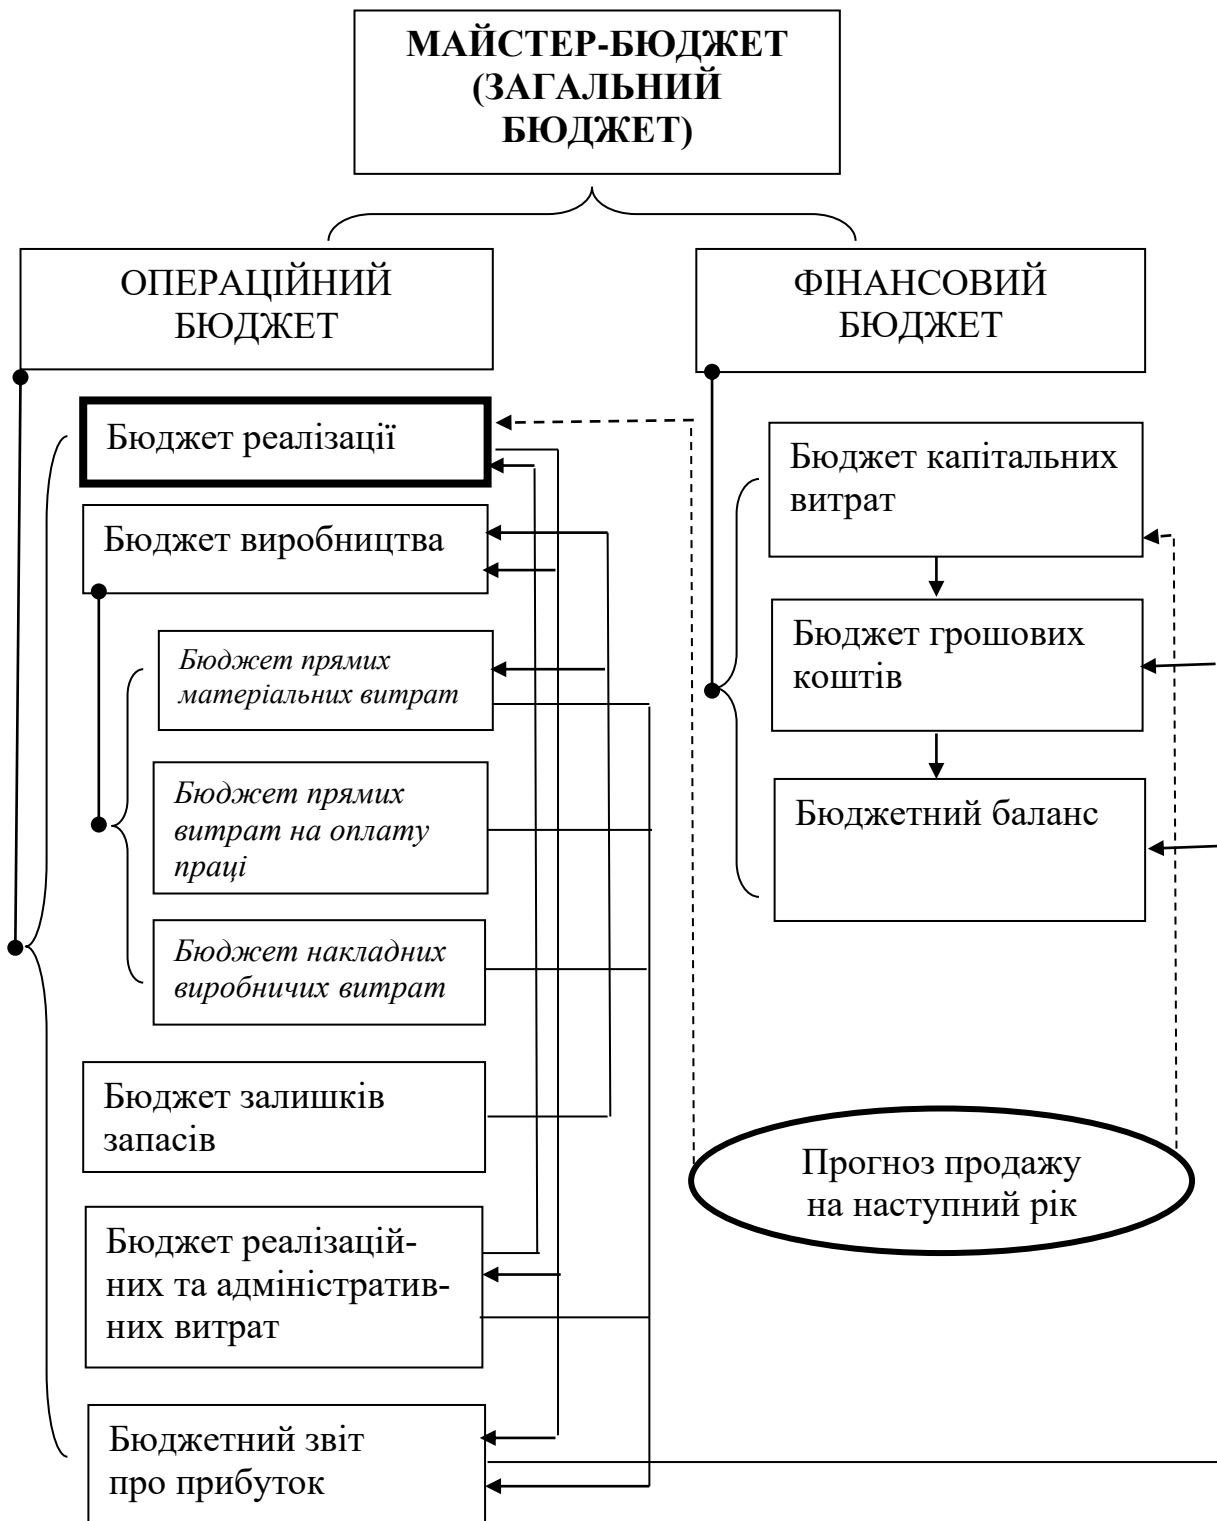 МАЙСТЕР-БЮДЖЕТ
(ЗАГАЛЬНИЙ
БЮДЖЕТ)
ОПЕРАЦІЙНИЙ
БЮДЖЕТ
Бюджет реалізації
Бюджет виробництва
Бюджет прямих
матеріальних витрат
Бюджет прямих
витрат на оплату
праці
Бюджет накладних
виробничих витрат
Бюджет залишків
запасів
Бюджет реалізацій-
них та адміністратив-
них витрат
Бюджетний звіт
про прибуток
ФІНАНСОВИЙ
БЮДЖЕТ
Бюджет капітальних
витрат
Бюджет грошових
коштів
Бюджетний баланс
Прогноз продажу
на наступний рік